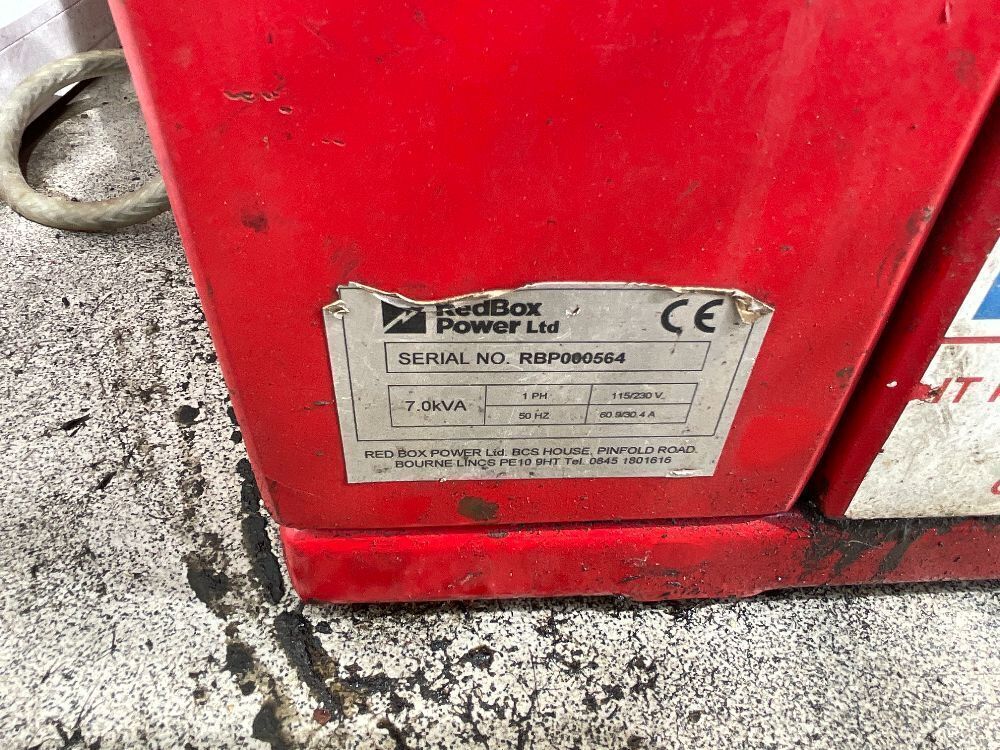 RedBox
Power Ltd
CE
SERIAL NO. RBP000564
7.0kVA
1 PH
115/230 V.
50 HZ
60.9/30.4 A
RED BOX POWER Ltd. BCS HOUSE, PINFOLD ROAD.
BOURNE LINCS PE10 9HT Tel. 0845 1801616